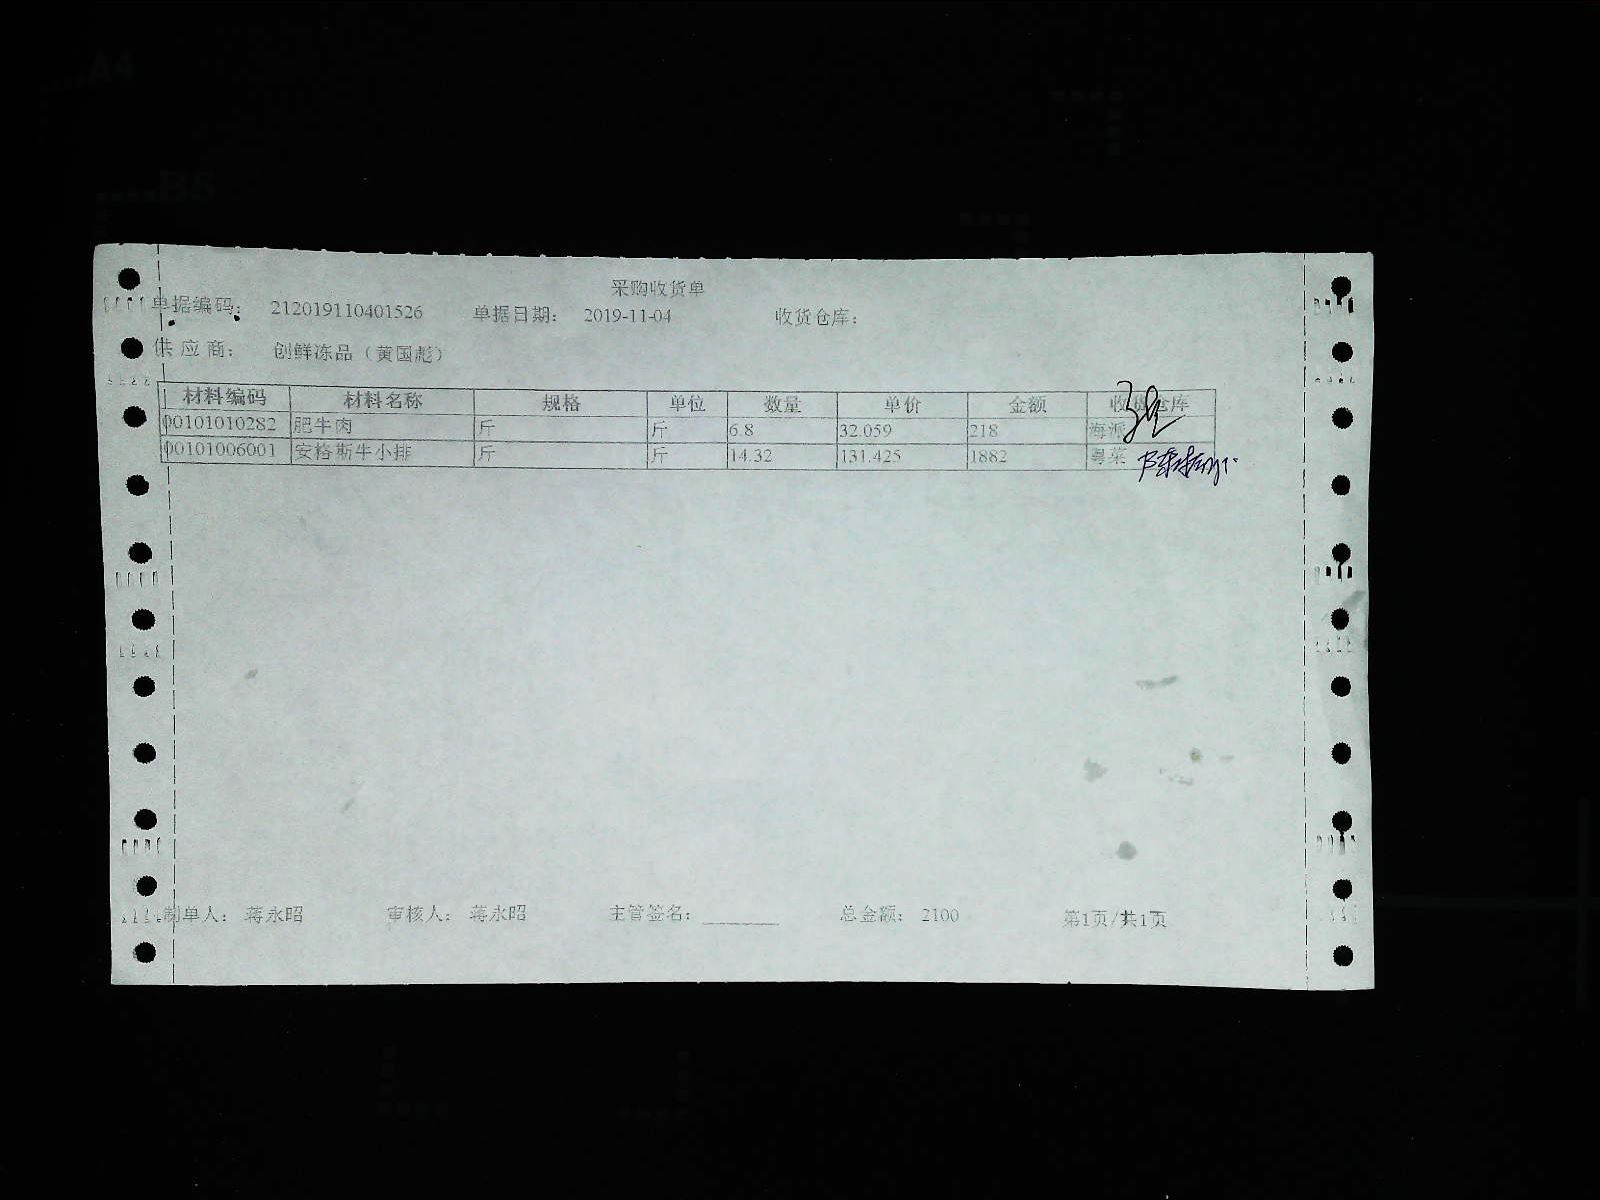 采购收货单
单据编码： 212019110401526 单据日期： 2019-11-04 收货仓库：
供 应 商： 创鲜冻品（黄国彪）
材料编码 材料名称 规格 单位 数量 单价 金额 收货仓库
00101010282 肥牛肉 斤 斤 6.8 32.059 218 海派
00101006001 安格斯牛小排 斤 斤 14.32 131.425 1882 粤菜
制单人： 蒋永昭 审核人： 蒋永昭 主管签名： 总金额： 2100 第1页/共1页